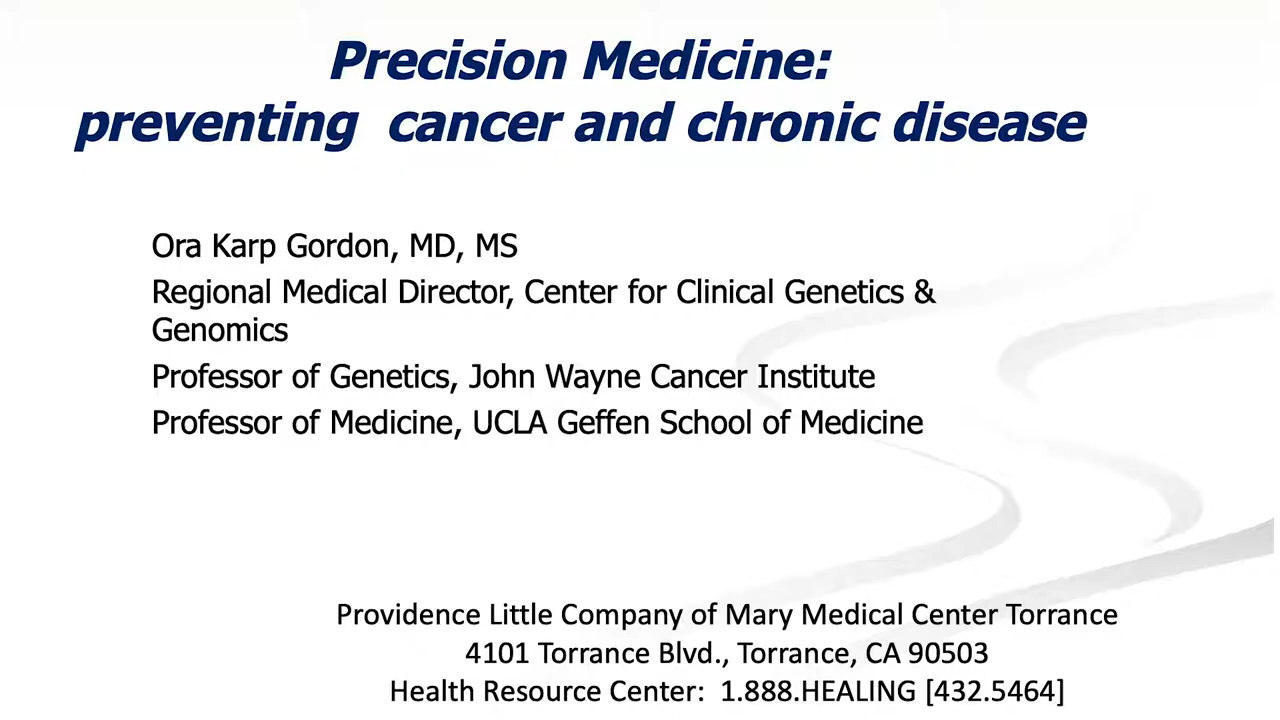 Precision Medicine:
preventing cancer and chronic disease
Ora Karp Gordon, MD, MS
Regional Medical Director, Center for Clinical Genetics &
Genomics
Professor of Genetics, John Wayne Cancer Institute
Professor of Medicine, UCLA Geffen School of Medicine
Providence Little Company of Mary Medical Center Torrance
4101 Torrance Blvd., Torrance, CA 90503
Health Resource Center: 1.888.HEALING [432.5464]